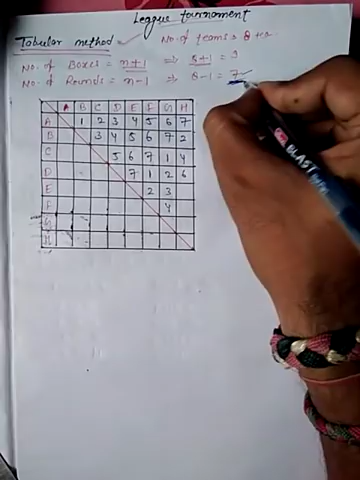 League tournament
Tabular method
No. of teams = 8
No. of Boxes = n+1 ⇒ 8+1 = 9
No. of Rounds = n-1 ⇒ 8-1 = 7
A B C D E F G H
A 1 2 3 4 5 6 7
B 3 4 5 6 7 2
C 5 6 7 1 4
D 7 1 2 6
E 2 3
F 4
G
H
BLAST